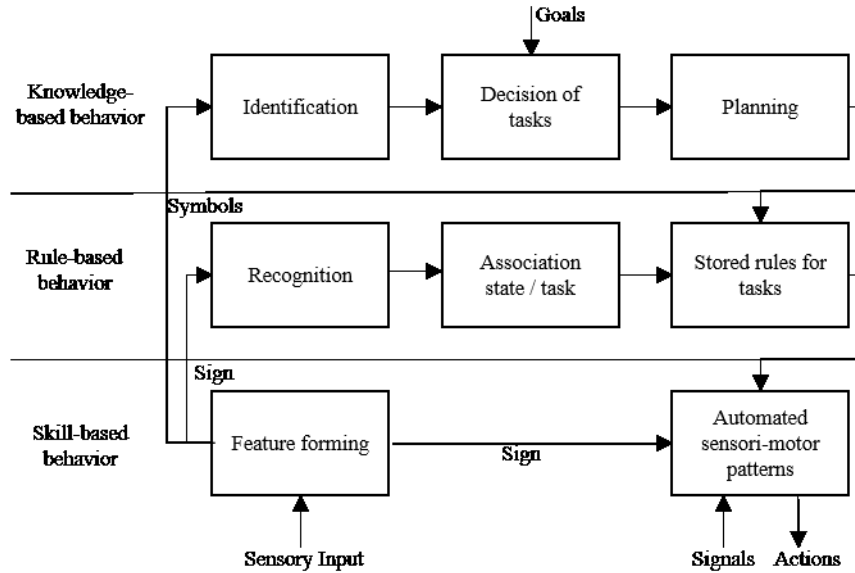 Goals
Knowledge-
based behavior
Identification
Decision of
tasks
Planning
Symbols
Rule-based
behavior
Recognition
Association
state / task
Stored rules for
tasks
Sign
Skill-based
behavior
Feature forming
Sign
Automated
sensori-motor
patterns
Sensory Input
Signals
Actions